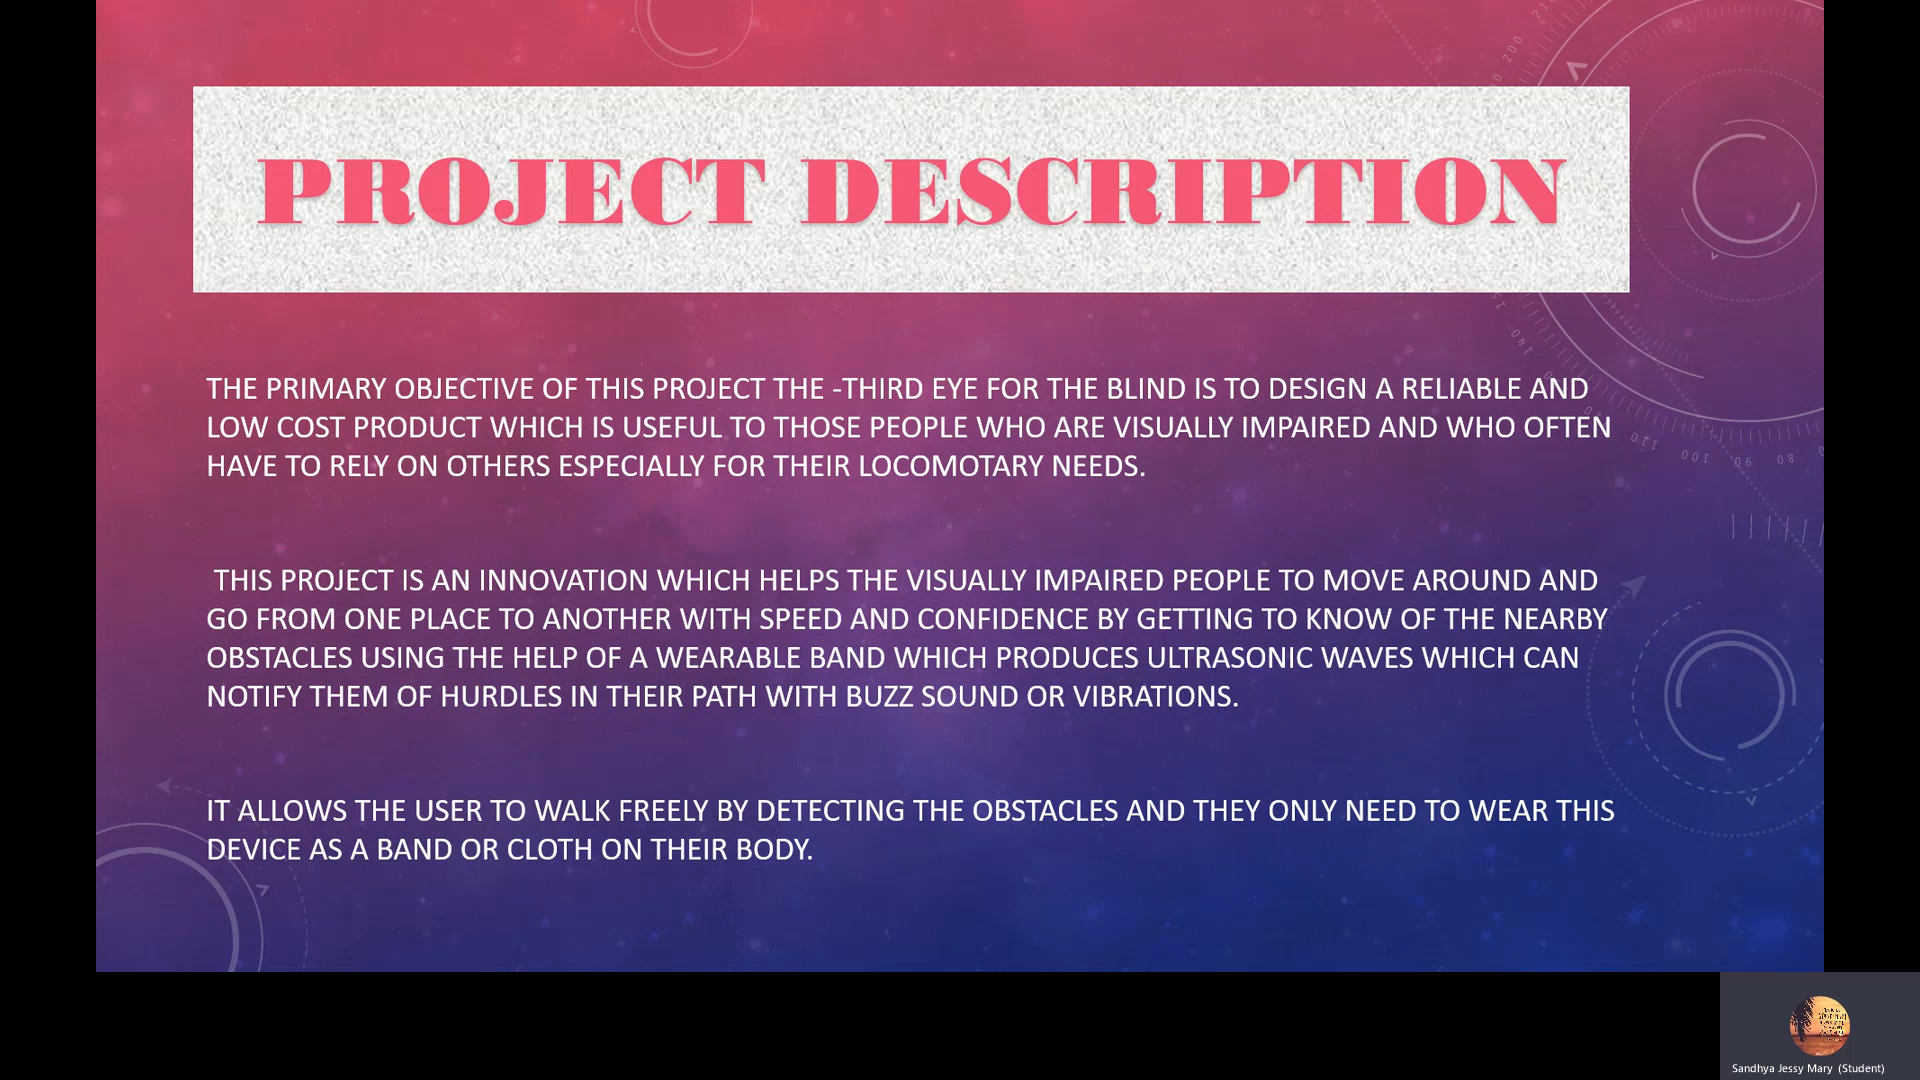 PROJECT DESCRIPTION
THE PRIMARY OBJECTIVE OF THIS PROJECT THE -THIRD EYE FOR THE BLIND IS TO DESIGN A RELIABLE AND
LOW COST PRODUCT WHICH IS USEFUL TO THOSE PEOPLE WHO ARE VISUALLY IMPAIRED AND WHO OFTEN
HAVE TO RELY ON OTHERS ESPECIALLY FOR THEIR LOCOMOTARY NEEDS.
THIS PROJECT IS AN INNOVATION WHICH HELPS THE VISUALLY IMPAIRED PEOPLE TO MOVE AROUND AND
GO FROM ONE PLACE TO ANOTHER WITH SPEED AND CONFIDENCE BY GETTING TO KNOW OF THE NEARBY
OBSTACLES USING THE HELP OF A WEARABLE BAND WHICH PRODUCES ULTRASONIC WAVES WHICH CAN
NOTIFY THEM OF HURDLES IN THEIR PATH WITH BUZZ SOUND OR VIBRATIONS.
IT ALLOWS THE USER TO WALK FREELY BY DETECTING THE OBSTACLES AND THEY ONLY NEED TO WEAR THIS
DEVICE AS A BAND OR CLOTH ON THEIR BODY.
Sandhya Jessy Mary (Student)